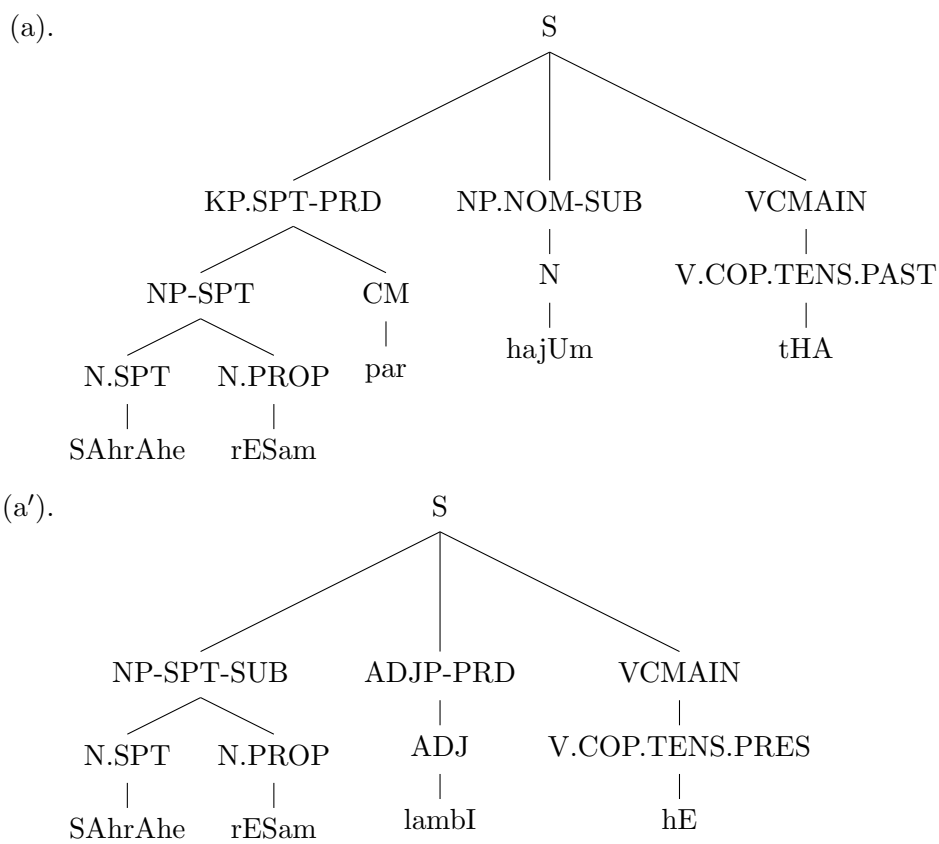 (a).
S
KP.SPT-PRD NP.NOM-SUB VCMAIN
NP-SPT CM N V.COP.TENS.PAST
par hajUm tHA
N.SPT N.PROP
SAhrAhe rESam
(a′).
S
NP-SPT-SUB ADJP-PRD VCMAIN
N.SPT N.PROP ADJ V.COP.TENS.PRES
SAhrAhe rESam lambI hE